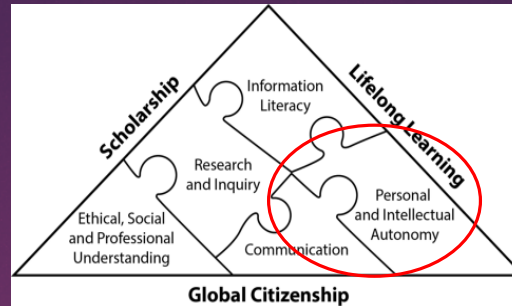 Scholarship
Lifelong Learning
Information
Literacy
Research
and Inquiry
Personal
and Intellectual
Autonomy
Ethical, Social
and Professional
Understanding
Communication
Global Citizenship